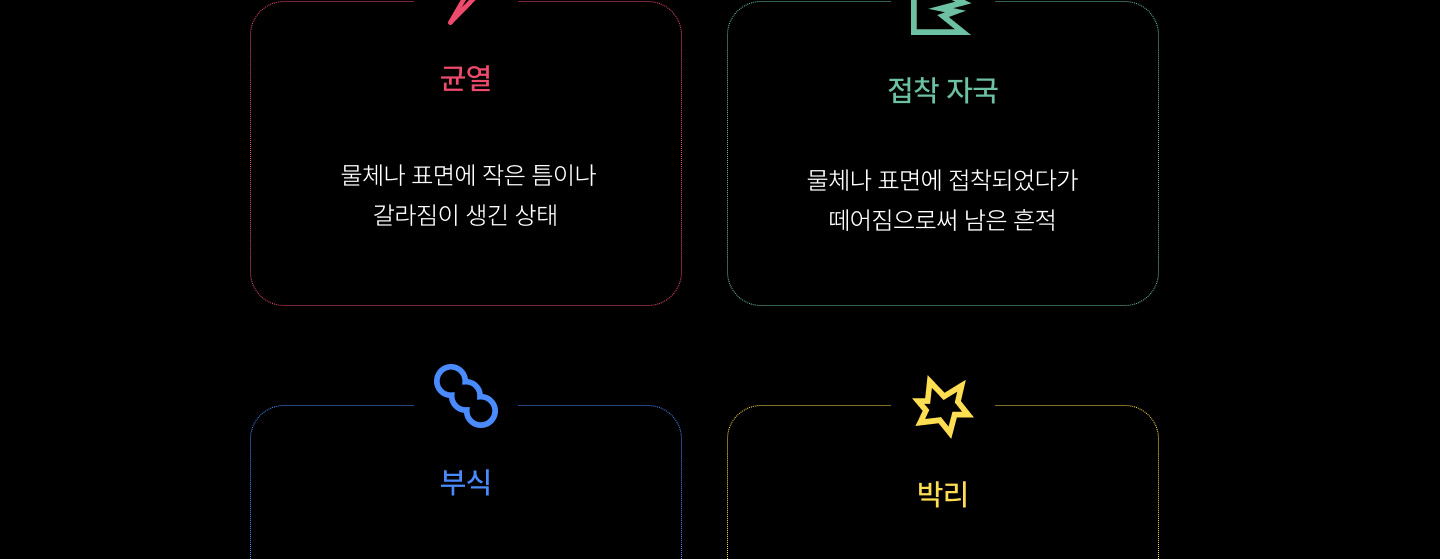 균열
물체나 표면에 작은 틈이나
갈라짐이 생긴 상태
접착 자국
물체나 표면에 접착되었다가
떼어짐으로써 남은 흔적
부식
박리